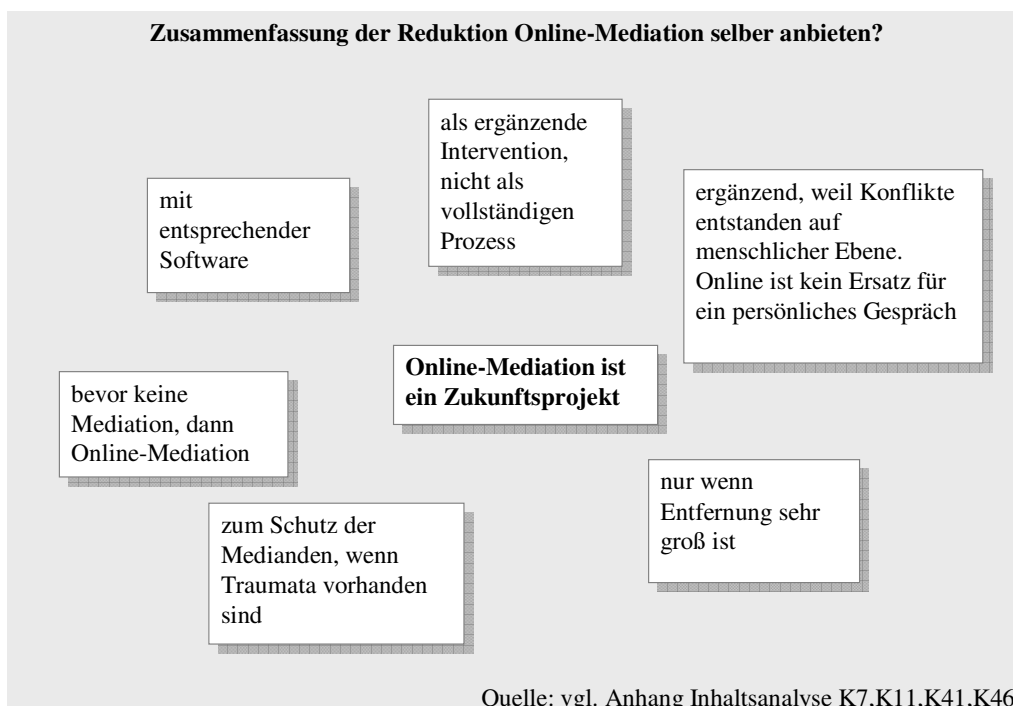 Zusammenfassung der Reduktion Online-Mediation selber anbieten?
als ergänzende
Intervention,
nicht als
vollständigen
Prozess
mit
entsprechender
Software
ergänzend, weil Konflikte
entstanden auf
menschlicher Ebene.
Online ist kein Ersatz für
ein persönliches Gespräch
Online-Mediation ist
ein Zukunftsprojekt
bevor keine
Mediation, dann
Online-Mediation
nur wenn
Entfernung sehr
groß ist
zum Schutz der
Medianden, wenn
Traumata vorhanden
sind
Quelle: vgl. Anhang Inhaltsanalyse K7,K11,K41,K46